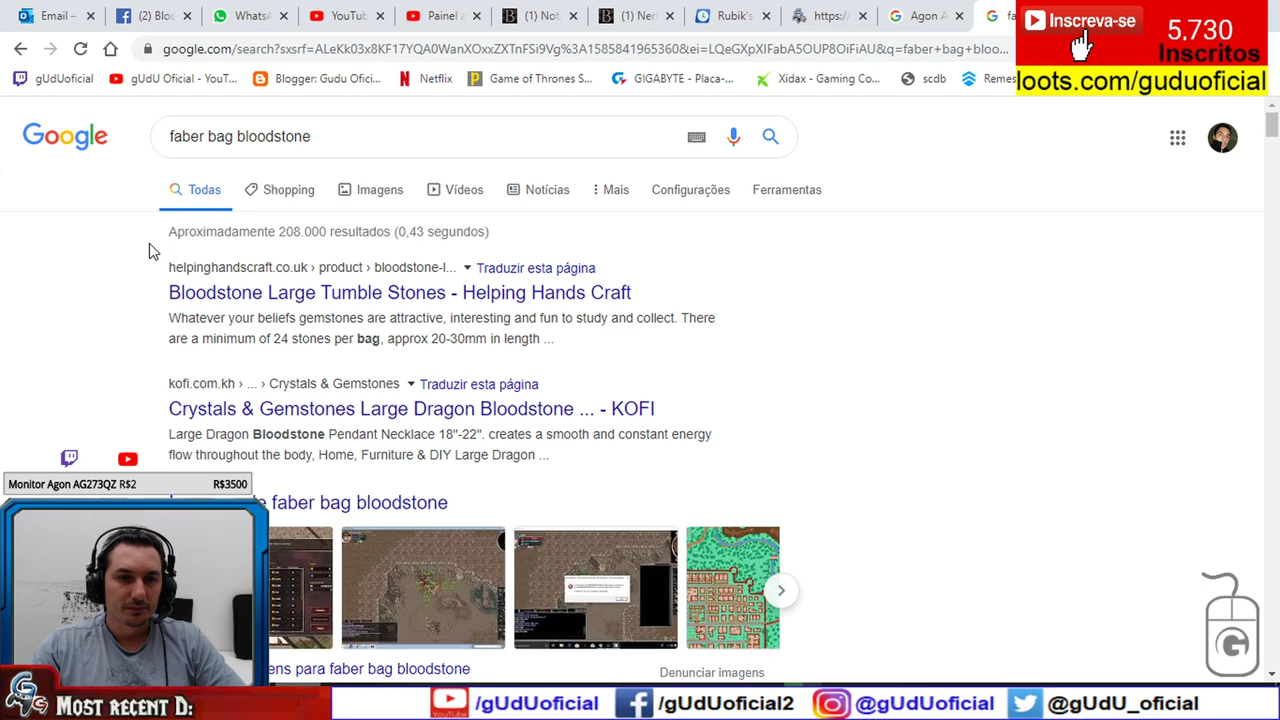 Email –
(2) Bloo
WhatsA
YouTub
Painel a
(1) Not
(1) Neri
Rubik's
https:/
Agon A
fa
Inscreva-se
5,730
Inscritos
loots.com/guduoficial
google.com/search?sxsrf=ALeKk03x8R17YQA0WanXOxZXTnFSi9Vg%3A1585841965360&ei=LQeGXpXIFabA5OUP8OiFiAU&q=faber+bag+bloo...
gUdUoficial
gUdU Oficial - YouT...
Blogger: Gudu Ofici...
Netflix
Game of Thrones S...
GIGABYTE - Placa-...
Xidax - Gaming Co...
scdb
Remes
Google
faber bag bloodstone
Todas
Shopping
Imagens
Vídeos
Notícias
Mais
Configurações
Ferramentas
Aproximadamente 208.000 resultados (0,43 segundos)
helpinghandscraft.co.uk › product › bloodstone-l... Traduzir esta página
Bloodstone Large Tumble Stones - Helping Hands Craft
Whatever your beliefs gemstones are attractive, interesting and fun to study and collect. There
are a minimum of 24 stones per bag, approx 20-30mm in length ...
kofi.com.kh › ... › Crystals & Gemstones Traduzir esta página
Crystals & Gemstones Large Dragon Bloodstone ... - KOFI
Large Dragon Bloodstone Pendant Necklace 18"-22". creates a smooth and constant energy
flow throughout the body, Home, Furniture & DIY Large Dragon ...
Monitor Agon AG273QZ R$2
R$3500
faber bag bloodstone
ens para faber bag bloodstone
Denunciar imagens
Most recent D:
/gUdUoficial
/gUdUoficial2
@gUdUoficial
@gUdU_oficial